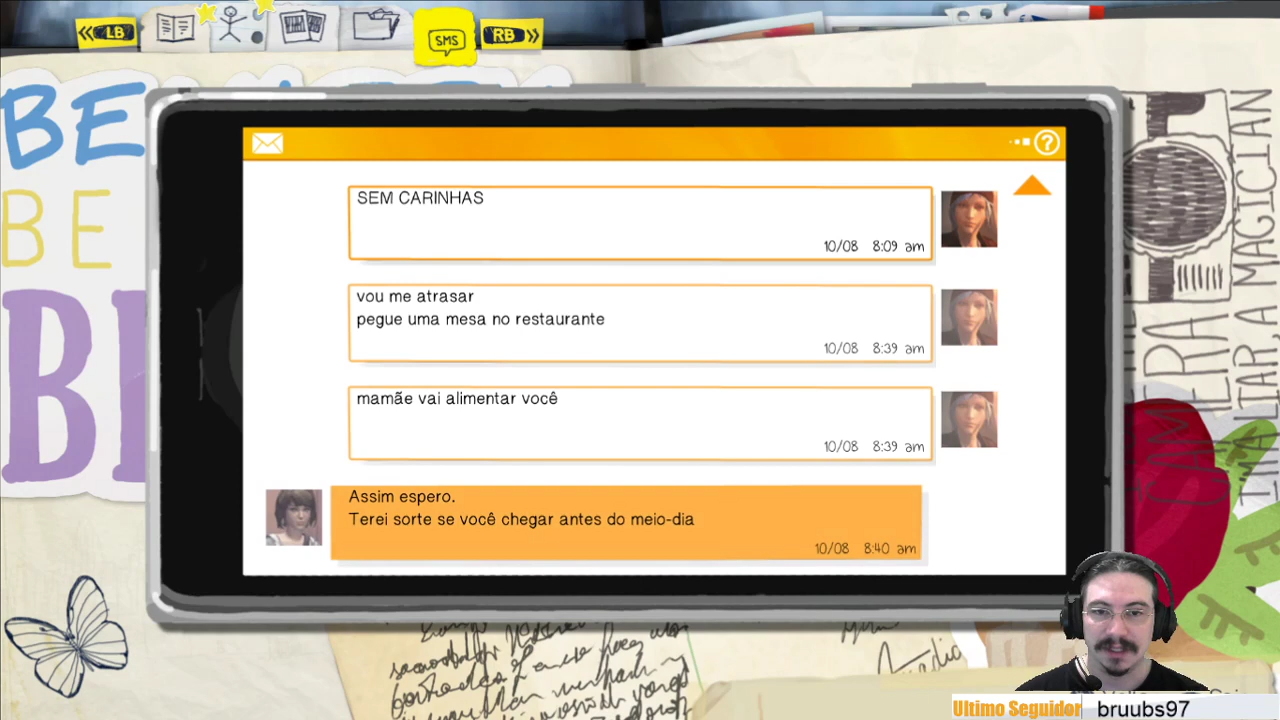 LB
SMS
RB
BE
SEM CARINHAS
10/08 8:09 am
vou me atrasar
pegue uma mesa no restaurante
10/08 8:39 am
mamãe vai alimentar você
10/08 8:39 am
Assim espero.
Terei sorte se você chegar antes do meio-dia
10/08 8:40 am
?
BE
CAMERA
MAGICIAN
Ultimo Seguidor
bruubs97